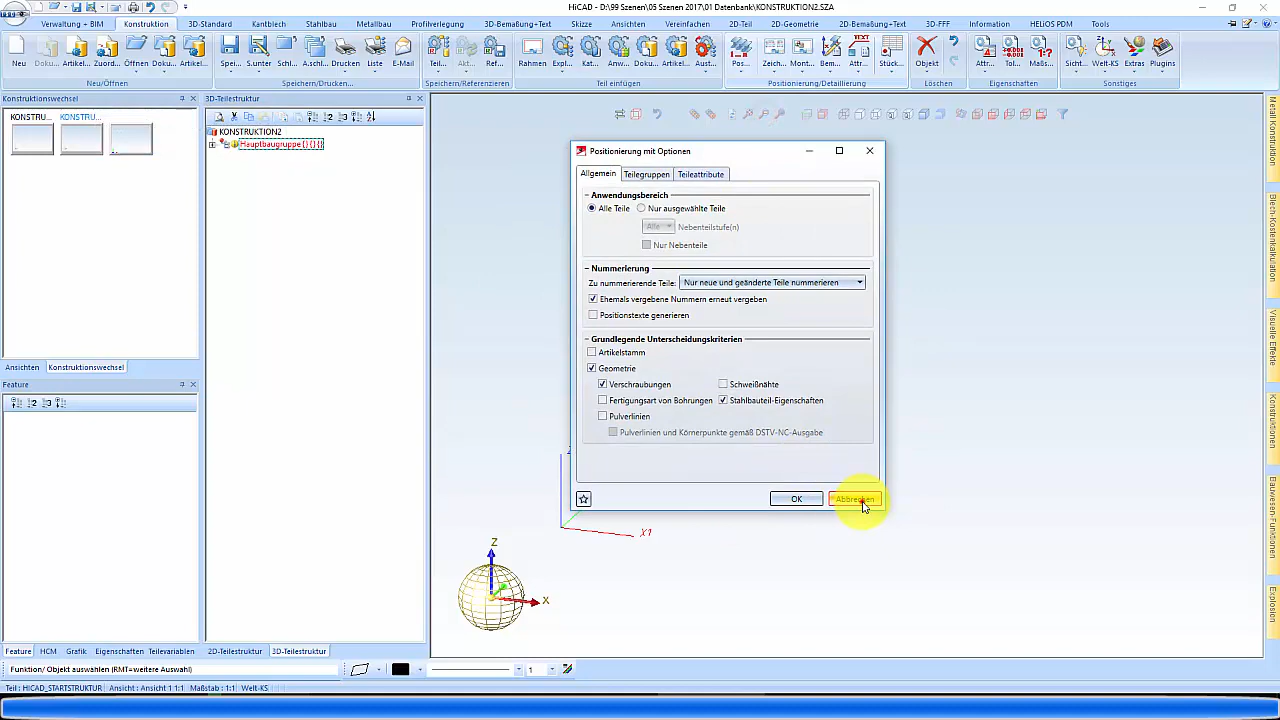 HiCAD – D:\99 Szenen\05 Szenen 2017\01 Datenbank\KONSTRUKTION2.SZA
Verwaltung + BIM Konstruktion 3D-Standard Kantblech Stahlbau Metallbau Profilverlegung 3D-Bemaßung+Text Skizze Ansichten Vereinfachen 2D-Teil 2D-Geometrie 2D-Bemaßung+Text 3D-FFF Information HELiOS PDM Tools
Neu Doku... Artikel... Zuord... Öffnen Doku... Artikel... Spei... Sunter... Sch... Axca... Drucken Liste E-Mail Teil... Akt... Ref... Rahmen Expl... Kat... Anw... Dokum Artikel... Aust... Pos... Zeich... Mont... Bem... Attr... Stück... Objekt Attr... Tol... Maßs... Sicht... Welt-KS Extras Plugins
Neu/Öffnen Speichern/Drucken... Speichern/Referenzieren Teil einfügen Positionierung/Detaillierung Löschen Eigenschaften Sonstiges
Konstruktionswechsel
3D-Teilestruktur
KONSTRU... KONSTRU...
KONSTRUKTION2
Hauptbaugruppe
Ansichten Konstruktionswechsel
Feature
Positionierung mit Optionen
Allgemein Teilegruppen Teileattribute
Anwendungsbereich
Alle Teile Nur ausgewählte Teile
Alle Nebenteilstufe(n)
Nur Nebenteile
Nummerierung
Zu nummerierende Teile: Nur neue und geänderte Teile nummerieren
Ehemals vergebene Nummern erneut vergeben
Positionstexte generieren
Grundlegende Unterscheidungskriterien
Artikelstamm
Geometrie
Verschraubungen Schweißnähte
Fertigungsart von Bohrungen Stahlbauteil-Eigenschaften
Pulverlinien
Pulverlinien und Körnerpunkte gemäß DSTV-NC-Ausgabe
OK Abbrechen
X1
Z
X
Metall Konstruktionen
Blech-Kostenkalkulation
Visuelle Effekte
Konstruktionen
Bauwesen Funktionen
Explosion
Feature HCM Grafik Eigenschaften Teilevariablen 2D-Teilestruktur 3D-Teilestruktur
Funktion/ Objekt auswählen (RMT=weitere Auswahl)
1
Teil : HICAD_STARTSTRUKTUR Ansicht : Ansicht 1 1:1 Maßstab : 1:1 Welt-KS